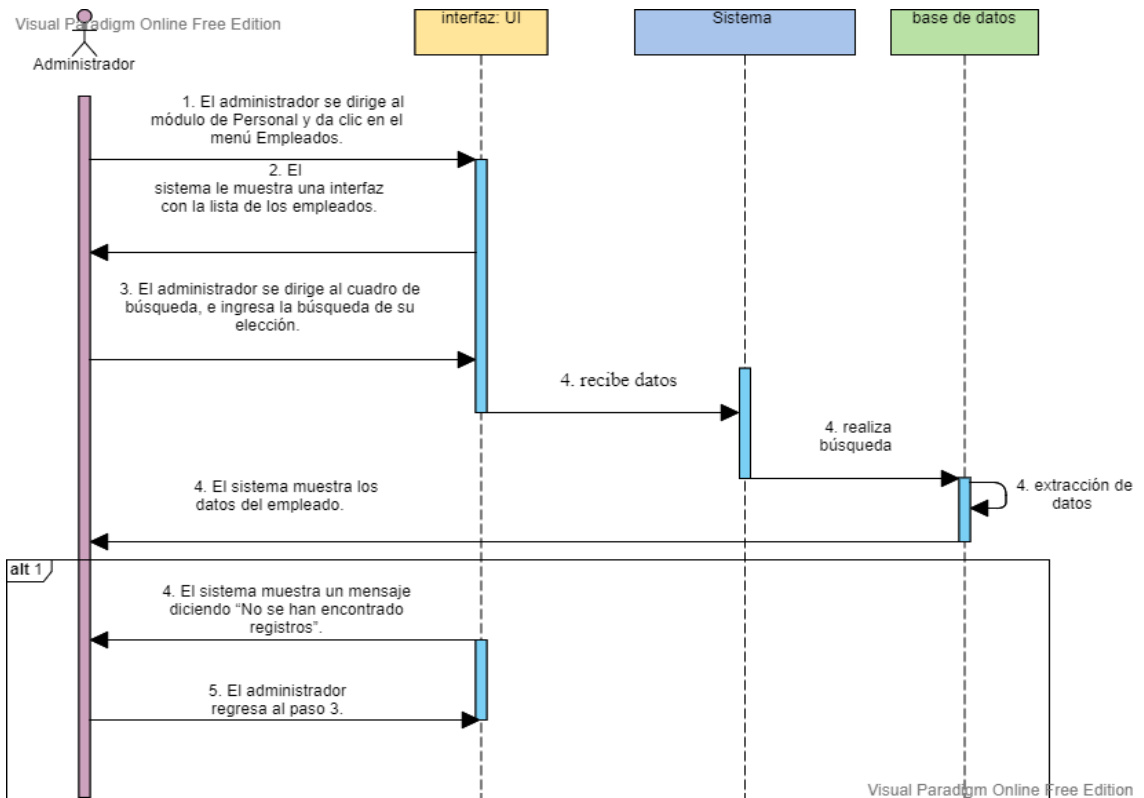 Visual Paradigm Online Free Edition
Administrador
interfaz: UI
Sistema
base de datos
1. El administrador se dirige al
módulo de Personal y da clic en el
menú Empleados.
2. El
sistema le muestra una interfaz
con la lista de los empleados.
3. El administrador se dirige al cuadro de
búsqueda, e ingresa la búsqueda de su
elección.
4. recibe datos
4. realiza
búsqueda
4. extracción de
datos
4. El sistema muestra los
datos del empleado.
alt 1
4. El sistema muestra un mensaje
diciendo “No se han encontrado
registros”.
5. El administrador
regresa al paso 3.
Visual Paradigm Online Free Edition